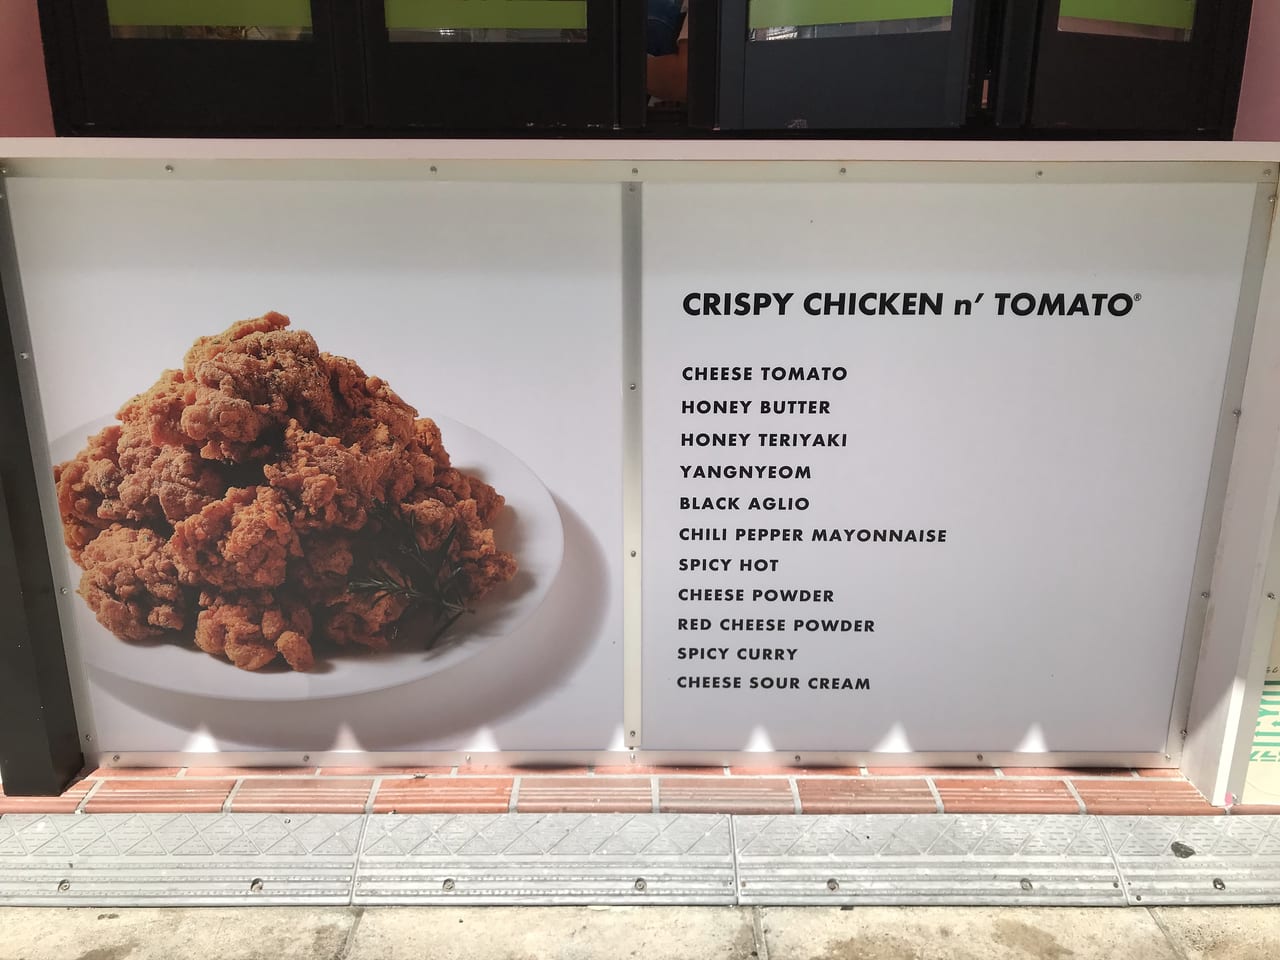 CRISPY CHICKEN n' TOMATO®
CHEESE TOMATO
HONEY BUTTER
HONEY TERIYAKI
YANGNYEOM
BLACK AGLIO
CHILI PEPPER MAYONNAISE
SPICY HOT
CHEESE POWDER
RED CHEESE POWDER
SPICY CURRY
CHEESE SOUR CREAM